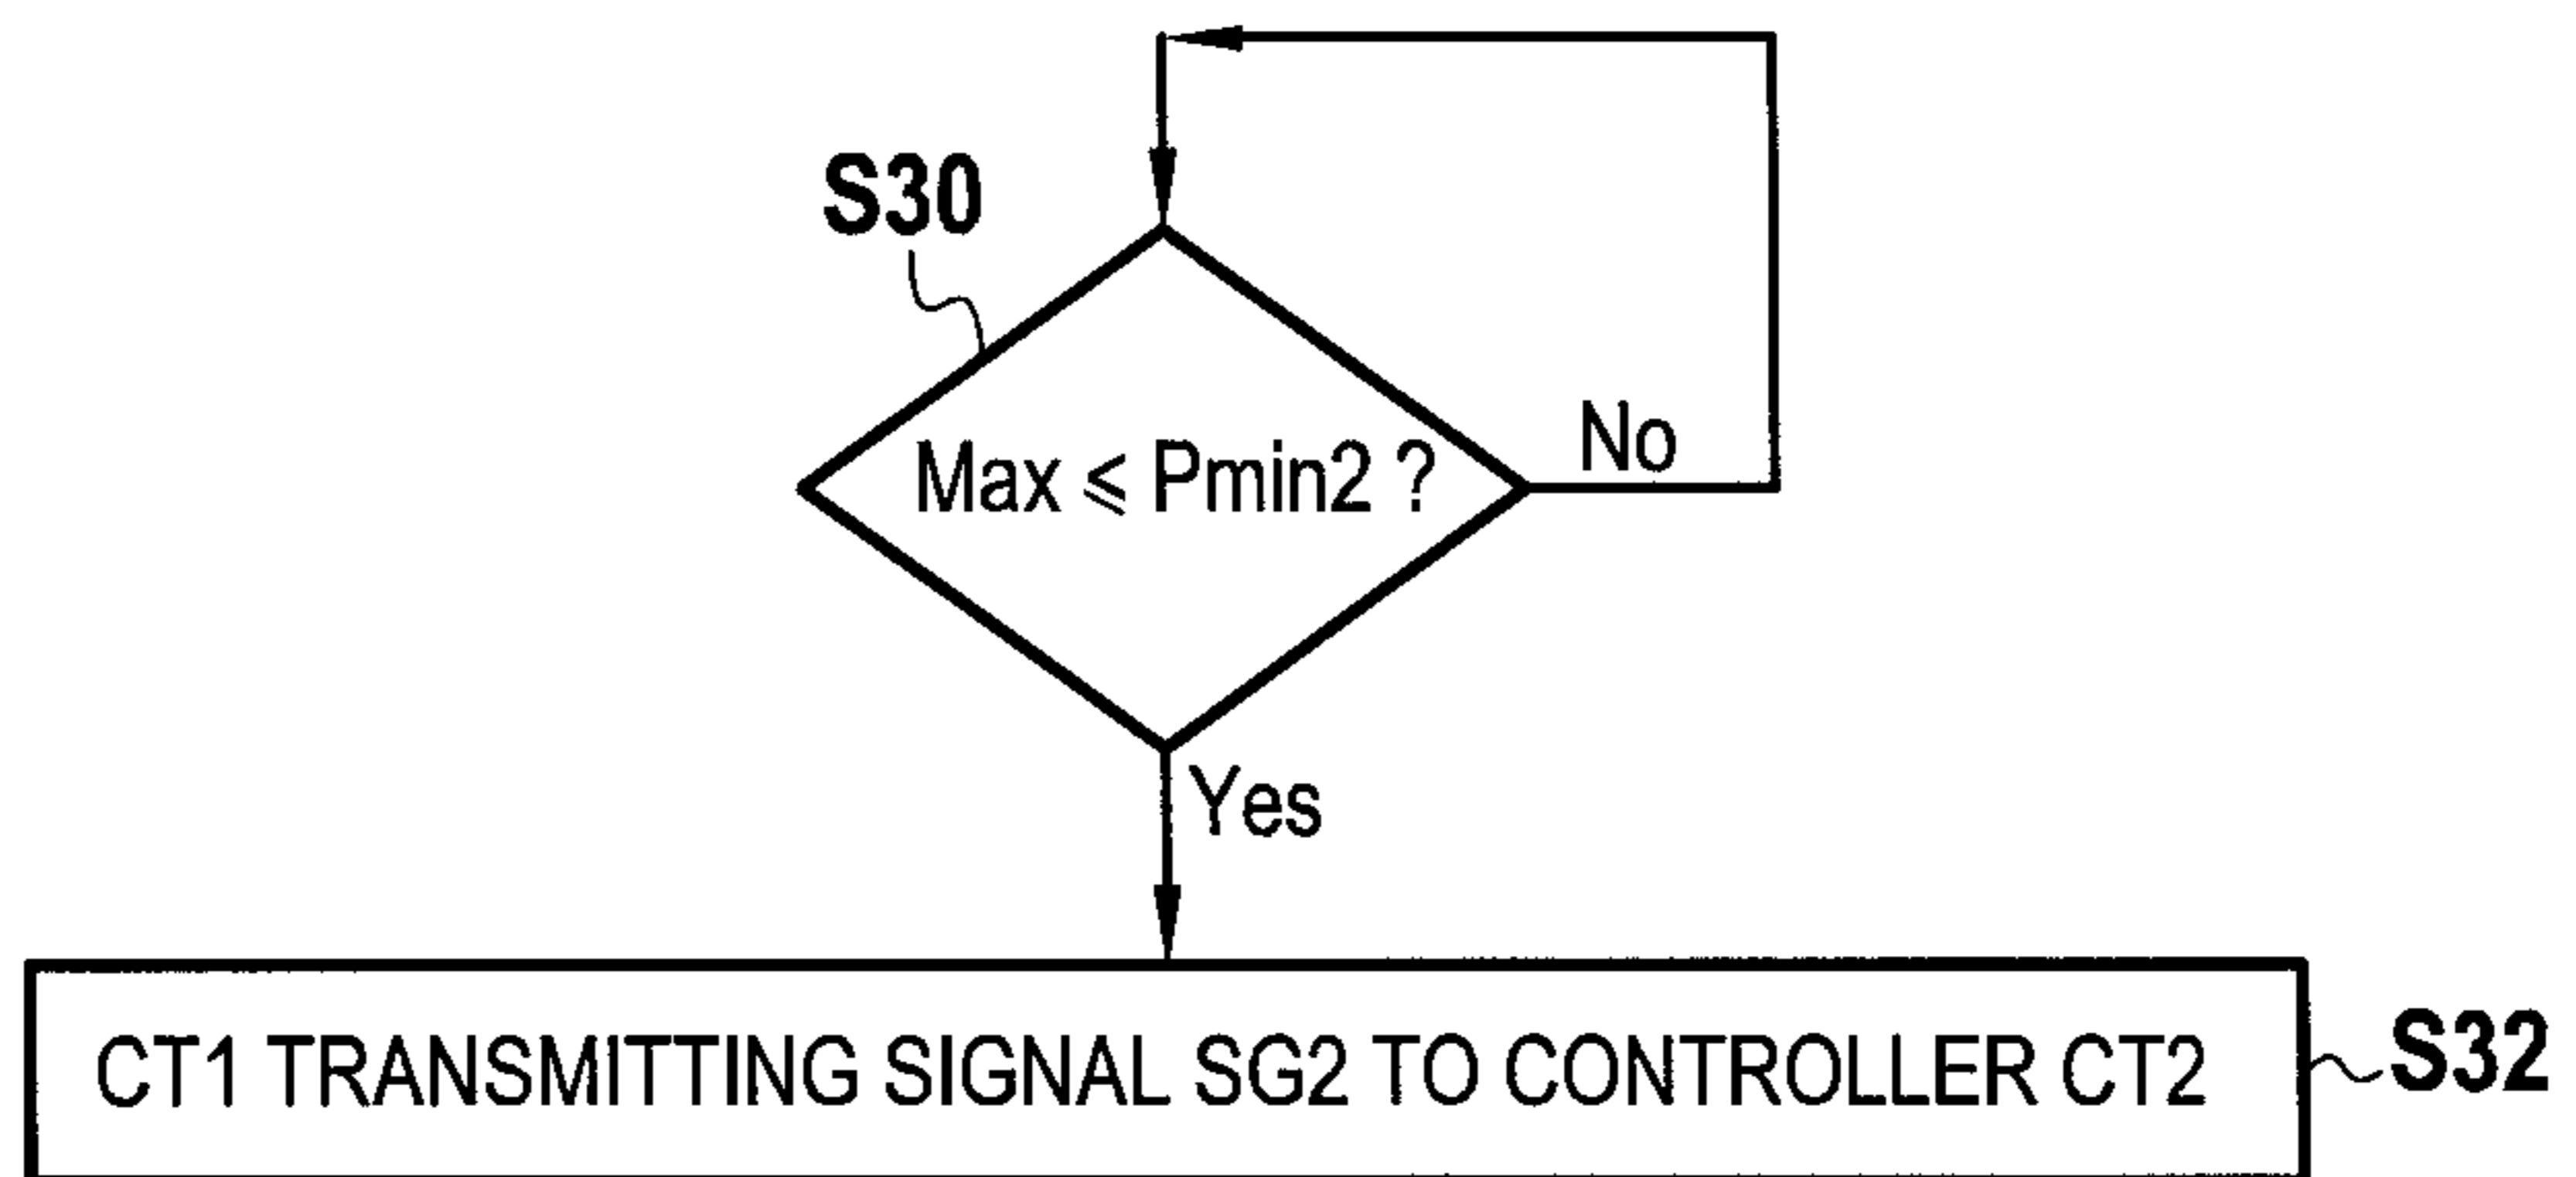 S30
Max ⩽ Pmin2 ?
No
Yes
CT1 TRANSMITTING SIGNAL SG2 TO CONTROLLER CT2
S32